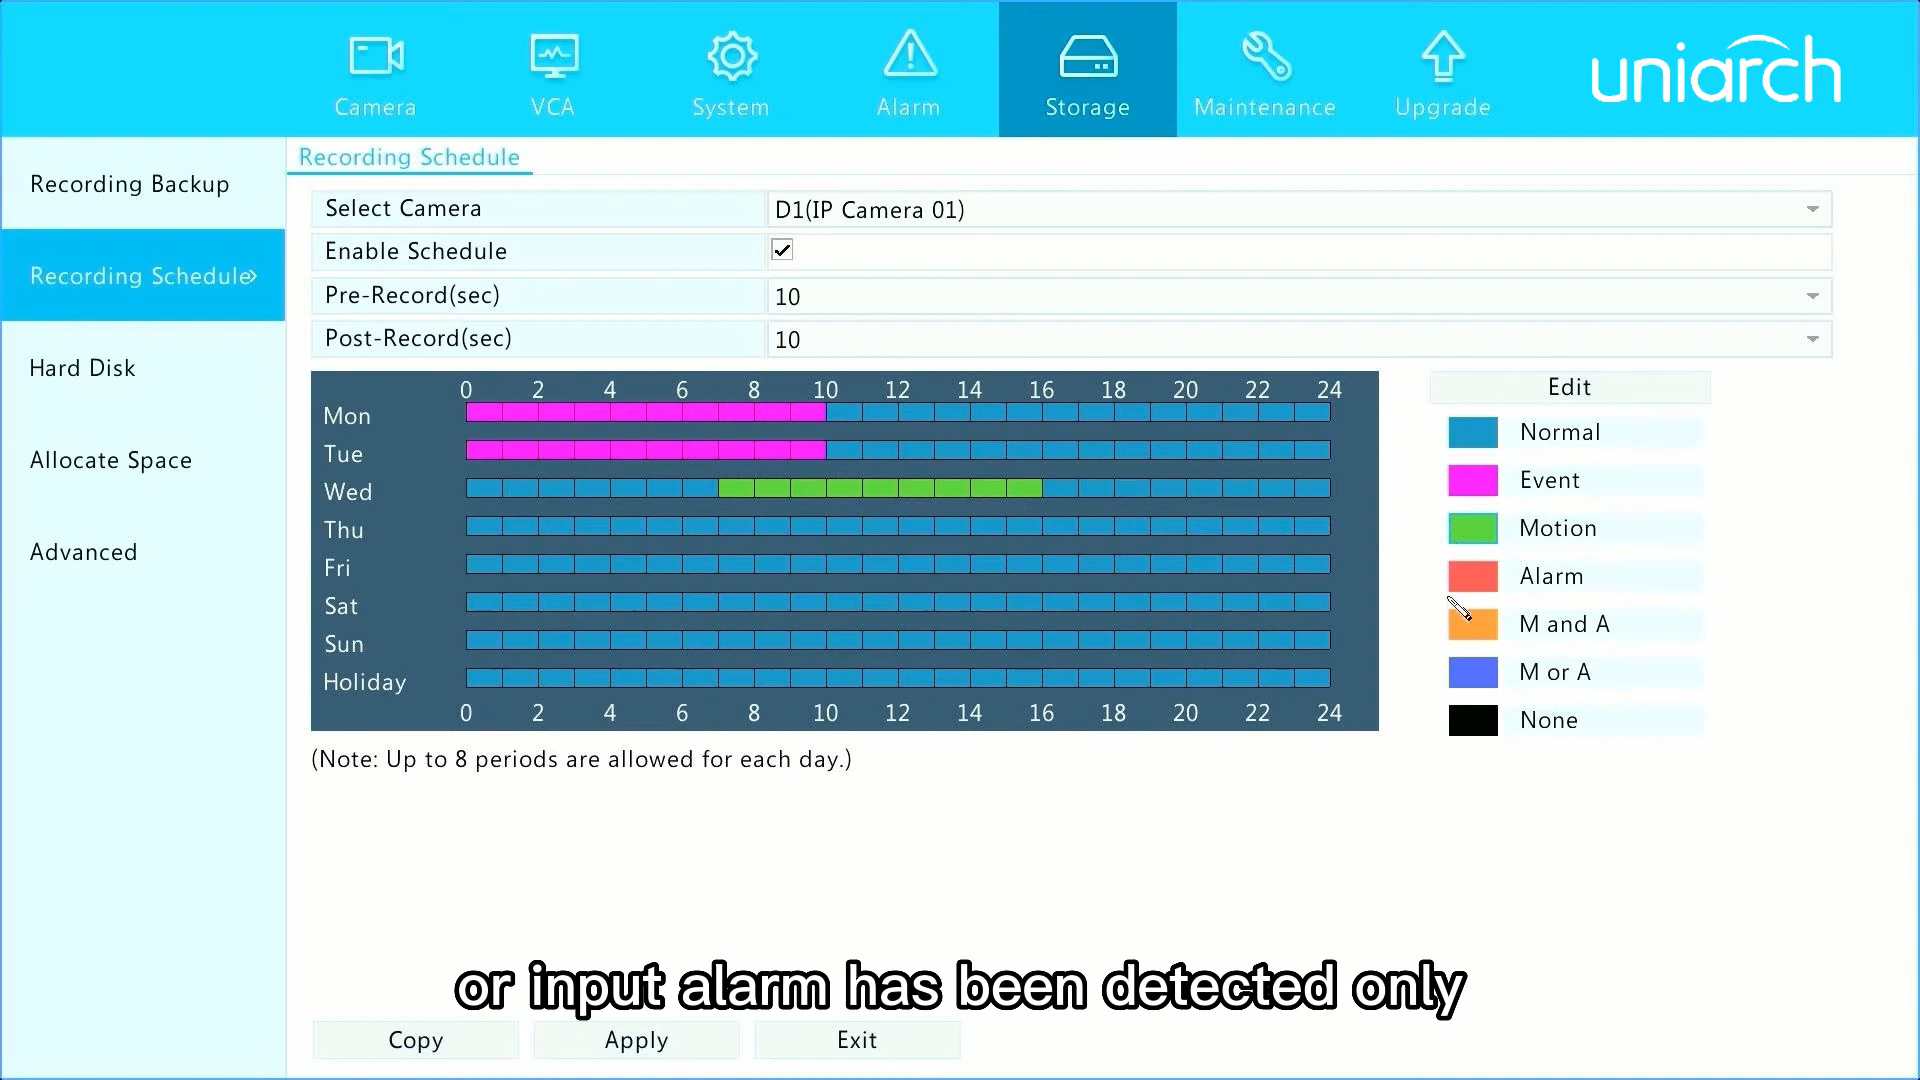 Camera
VCA
System
Alarm
Storage
Maintenance
Upgrade
uniarch
Recording Backup
Recording Schedule
Hard Disk
Allocate Space
Advanced
Recording Schedule
Select Camera D1(IP Camera 01)
Enable Schedule
Pre-Record(sec) 10
Post-Record(sec) 10
0 2 4 6 8 10 12 14 16 18 20 22 24
Mon
Tue
Wed
Thu
Fri
Sat
Sun
Holiday
0 2 4 6 8 10 12 14 16 18 20 22 24
Edit
Normal
Event
Motion
Alarm
M and A
M or A
None
(Note: Up to 8 periods are allowed for each day.)
or input alarm has been detected only
Copy
Apply
Exit